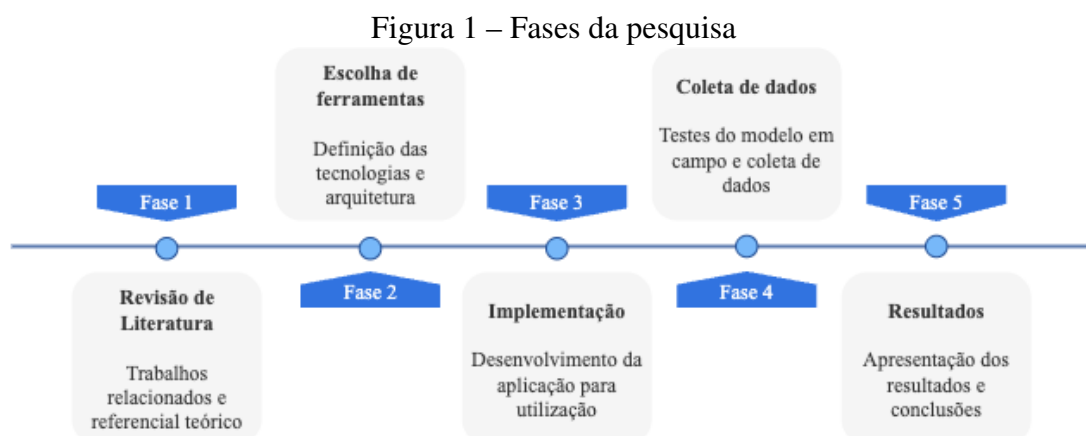 Figura 1 – Fases da pesquisa
Fase 1
Revisão de
Literatura
Trabalhos
relacionados e
referencial teórico
Escolha de
ferramentas
Definição das
tecnologias e
arquitetura
Fase 2
Fase 3
Implementação
Desenvolvimento da
aplicação para
utilização
Coleta de dados
Testes do modelo em
campo e coleta de
dados
Fase 4
Fase 5
Resultados
Apresentação dos
resultados e
conclusões